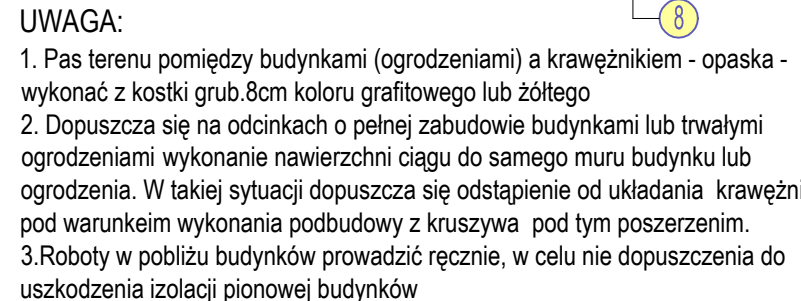 8
UWAGA:
1. Pas terenu pomiędzy budynkami (ogrodzeniami) a krawężnikiem - opaska -
wykonać z kostki grub.8cm koloru grafitowego lub żółtego
2. Dopuszcza się na odcinkach o pełnej zabudowie budynkami lub trwałymi
ogrodzeniami wykonanie nawierzchni ciągu do samego muru budynku lub
ogrodzenia. W takiej sytuacji dopuszcza się odstąpienie od układania krawężni
pod warunkeim wykonania podbudowy z kruszywa pod tym poszerzenim.
3.Roboty w pobliżu budynków prowadzić ręcznie, w celu nie dopuszczenia do
uszkodzenia izolacji pionowej budynków